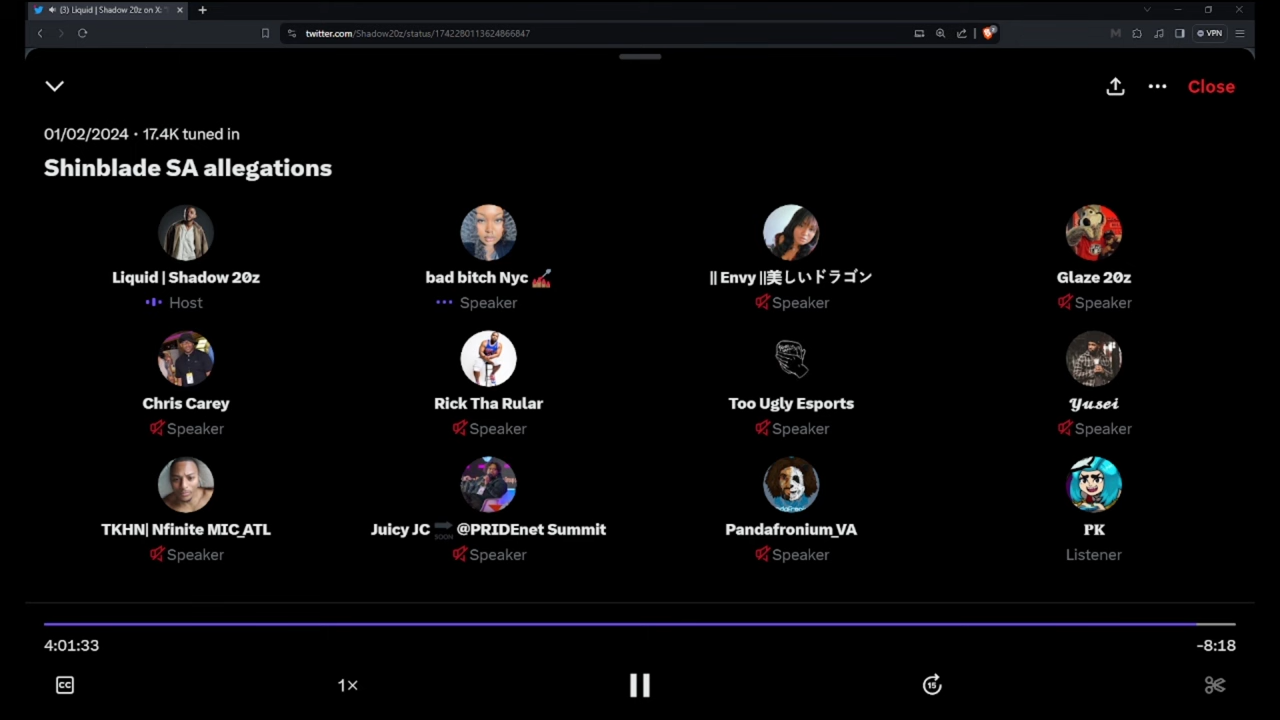 (3) Liquid | Shadow 20z on X: "
twitter.com/Shadow20z/status/1742280113624866847
VPN
Close
01/02/2024 · 17.4K tuned in
Shinblade SA allegations
Liquid | Shadow 20z
Host
bad bitch Nyc
Speaker
|| Envy ||美しいドラゴン
Speaker
Glaze 20z
Speaker
Chris Carey
Speaker
Rick Tha Rular
Speaker
Too Ugly Esports
Speaker
𝓨𝓾𝓼𝓮𝓲
Speaker
TKHN| Nfinite MIC_ATL
Speaker
Juicy JC 🔜 @PRIDEnet Summit
Speaker
Pandafronium_VA
Speaker
PK
Listener
4:01:33
-8:18
CC
1×
15